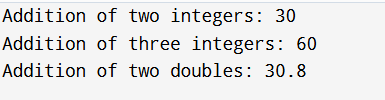 Addition of two integers: 30
Addition of three integers: 60
Addition of two doubles: 30.8